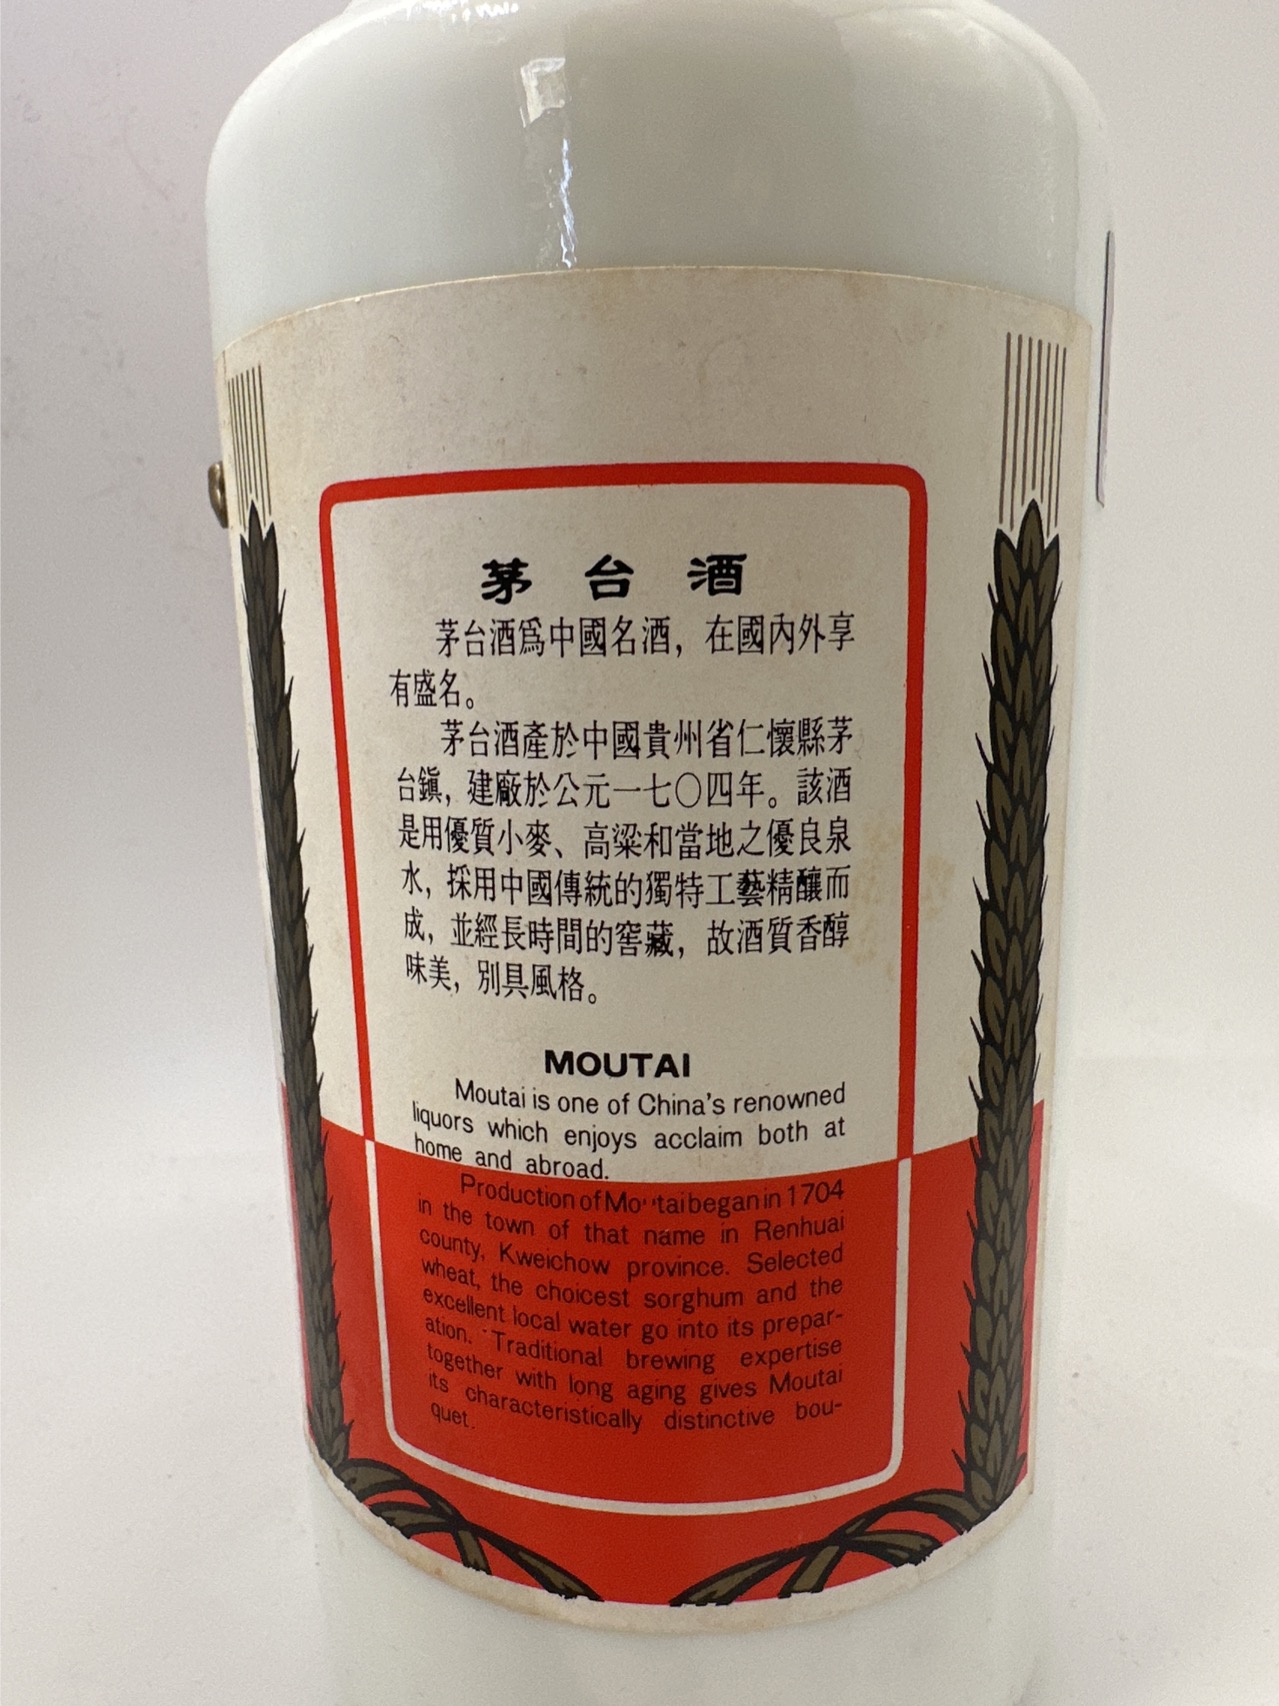 茅台酒
茅台酒爲中國名酒，在國內外享
有盛名。
茅台酒產於中國貴州省仁懷縣茅
台鎮，建廠於公元一七〇四年。該酒
是用優質小麥、高粱和當地之優良泉
水，採用中國傳統的獨特工藝精釀而
成，並經長時間的窖藏，故酒質香醇
味美，別具風格。
MOUTAI
Moutai is one of China's renowned
liquors which enjoys acclaim both at
home and abroad.
Production of Mo tai began in 1704
in the town of that name in Renhuai
county, Kweichow province. Selected
wheat, the choicest sorghum and the
excellent local water go into its prepar-
ation. Traditional brewing expertise
together with long aging gives Moutai
its characteristically distinctive bou-
quet.